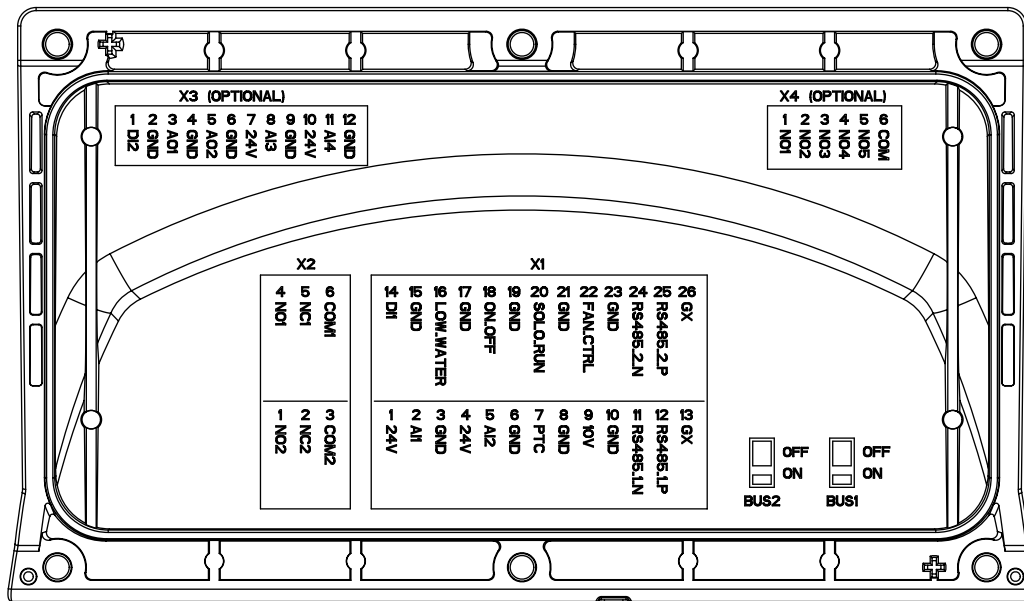 X3 (OPTIONAL)
1 DI2
2 GND
3 AO1
4 GND
5 AO2
6 GND
7 24V
8 AI3
9 GND
10 24V
11 AI4
12 GND
X4 (OPTIONAL)
1 NO1
2 NO2
3 NO3
4 NO4
5 NO5
6 COM
X2
4 NO1
5 NC1
6 COM1
1 NO2
2 NC2
3 COM2
X1
14 DI1
15 GND
16 LOW.WATER
17 GND
18 ON.OFF
19 GND
20 SOLO.RUN
21 GND
22 FAN.CTRL
23 GND
24 RS485.2.N
25 RS485.2.P
26 GX
1 24V
2 AI1
3 GND
4 24V
5 AI2
6 GND
7 PTC
8 GND
9 10V
10 GND
11 RS485.1.N
12 RS485.1.P
13 GX
OFF
ON
BUS2
OFF
ON
BUS1